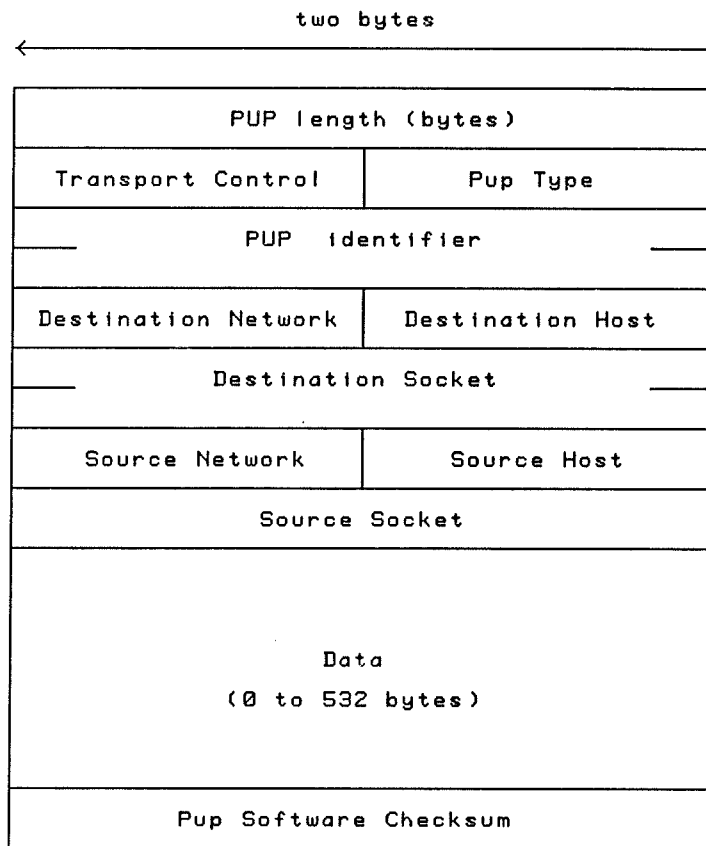 two bytes
PUP length (bytes)
Transport Control Pup Type
PUP identifier
Destination Network Destination Host
Destination Socket
Source Network Source Host
Source Socket
Data
(0 to 532 bytes)
Pup Software Checksum